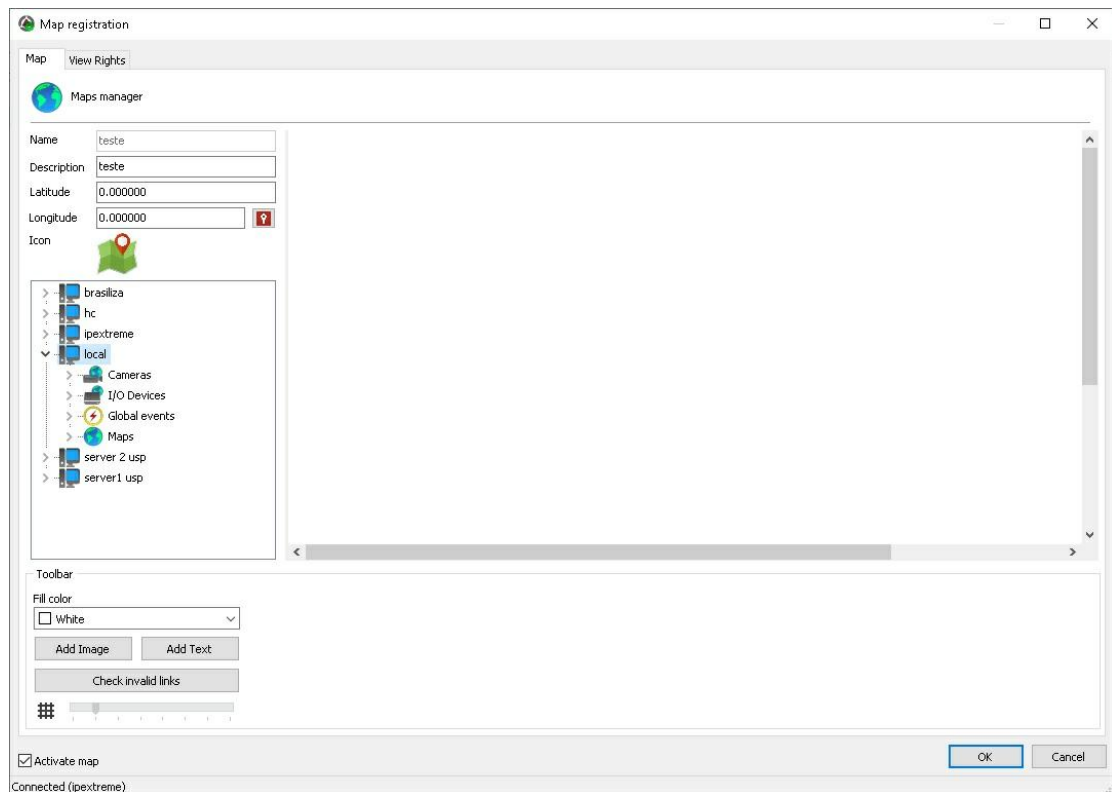 Map registration
Map View Rights
Maps manager
Name teste
Description teste
Latitude 0.000000
Longitude 0.000000
Icon
brasiliza
hc
ipextreme
local
Cameras
I/O Devices
Global events
Maps
server 2 usp
server1 usp
Toolbar
Fill color
White
Add Image Add Text
Check invalid links
Activate map
OK Cancel
Connected (ipextreme)